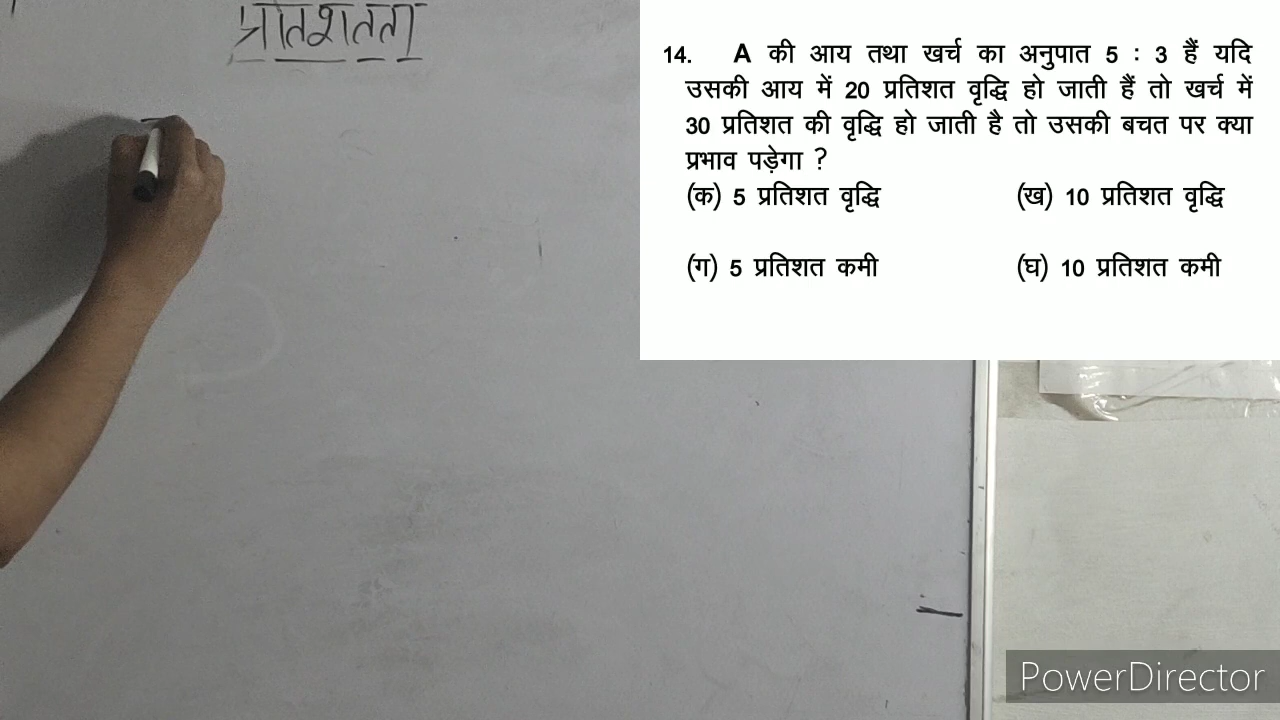 प्रतिशतता
14. A की आय तथा खर्च का अनुपात 5 : 3 हैं यदि
उसकी आय में 20 प्रतिशत वृद्धि हो जाती हैं तो खर्च में
30 प्रतिशत की वृद्धि हो जाती है तो उसकी बचत पर क्या
प्रभाव पड़ेगा ?
(क) 5 प्रतिशत वृद्धि (ख) 10 प्रतिशत वृद्धि
(ग) 5 प्रतिशत कमी (घ) 10 प्रतिशत कमी
PowerDirector